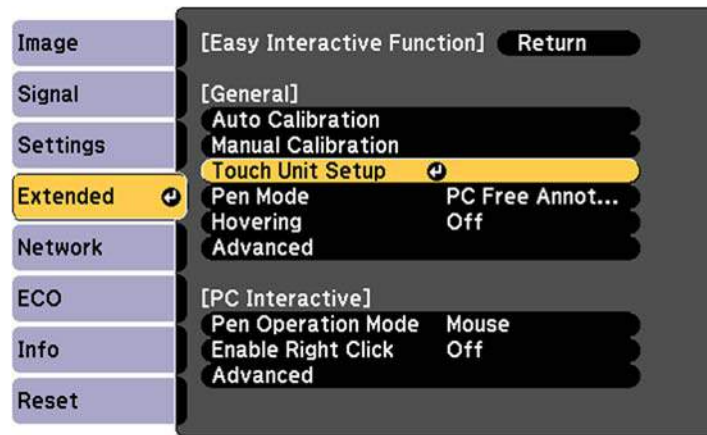 Image
Signal
Settings
Extended
Network
ECO
Info
Reset
[Easy Interactive Function] Return
[General]
Auto Calibration
Manual Calibration
Touch Unit Setup
Pen Mode PC Free Annot...
Hovering Off
Advanced
[PC Interactive]
Pen Operation Mode Mouse
Enable Right Click Off
Advanced